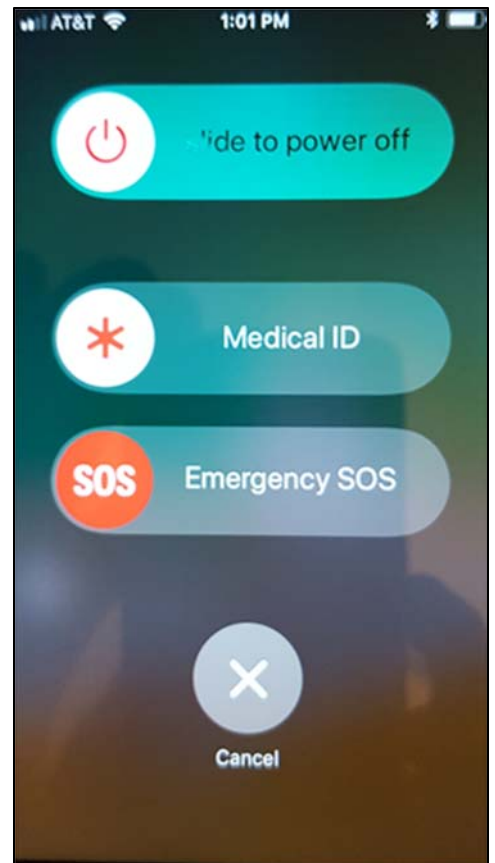 AT&T 1:01 PM
to power off
Medical ID
SOS Emergency SOS
Cancel